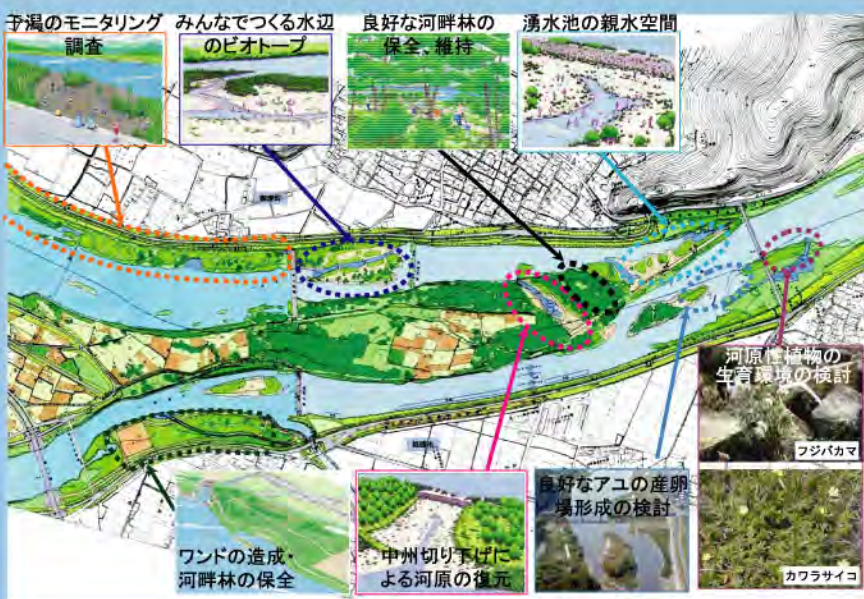 干潟のモニタリング
調査
みんなでつくる水辺
のビオトープ
良好な河畔林の
保全、維持
湧水池の親水空間
河原性植物の
生育環境の検討
フジバカマ
カワラサイコ
良好なアユの産卵
場形成の検討
中州切り下げに
よる河原の復元
ワンドの造成・
河畔林の保全